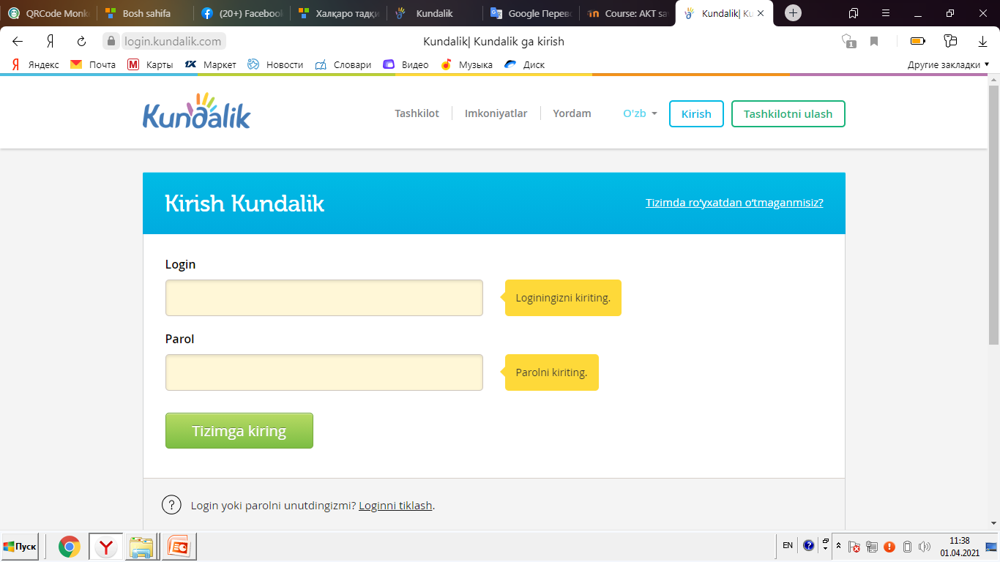 QRCode Monk
Bosh sahifa
(20+) Facebook
Халқаро тадқи
Kundalik
Google Перев
Course: AKT sa
Kundalik| Ku
login.kundalik.com
Kundalik| Kundalik ga kirish
1
Яндекс
Почта
Карты
Маркет
Новости
Словари
Видео
Музыка
Диск
Другие закладки
Kundalik
Tashkilot
Imkoniyatlar
Yordam
O'zb
Kirish
Tashkilotni ulash
Kirish Kundalik
Tizimda ro‘yxatdan o‘tmaganmisiz?
Login
Loginingizni kiriting.
Parol
Parolni kiriting.
Tizimga kiring
? Login yoki parolni unutdingizmi? Loginni tiklash.
Пуск
EN
11:38
01.04.2021